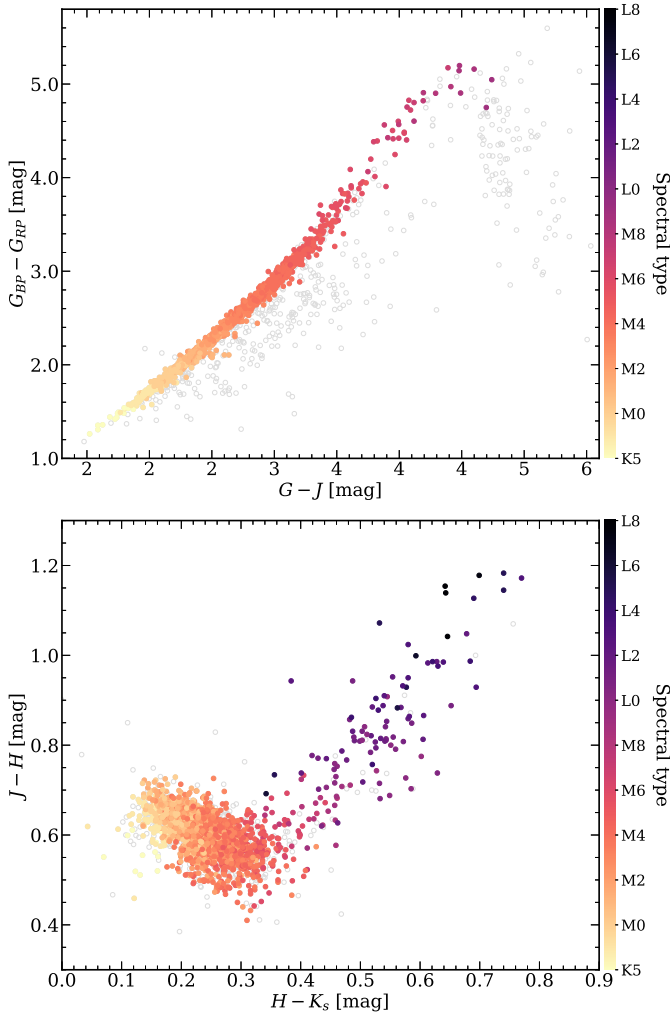 5.0
4.0
3.0
2.0
1.0
G_BP − G_RP [mag]
2 2 2 3 4 4 4 5 6
G − J [mag]
L8
L6
L4
L2
L0
M8
M6
M4
M2
M0
K5
Spectral type
1.2
1.0
0.8
0.6
0.4
J − H [mag]
0.0 0.1 0.2 0.3 0.4 0.5 0.6 0.7 0.8 0.9
H − K_s [mag]
L8
L6
L4
L2
L0
M8
M6
M4
M2
M0
K5
Spectral type